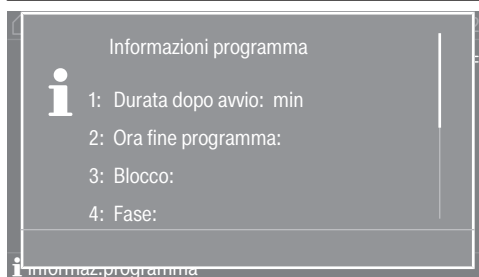 Informazioni programma
1: Durata dopo avvio: min
2: Ora fine programma:
3: Blocco:
4: Fase:
informaz.programma